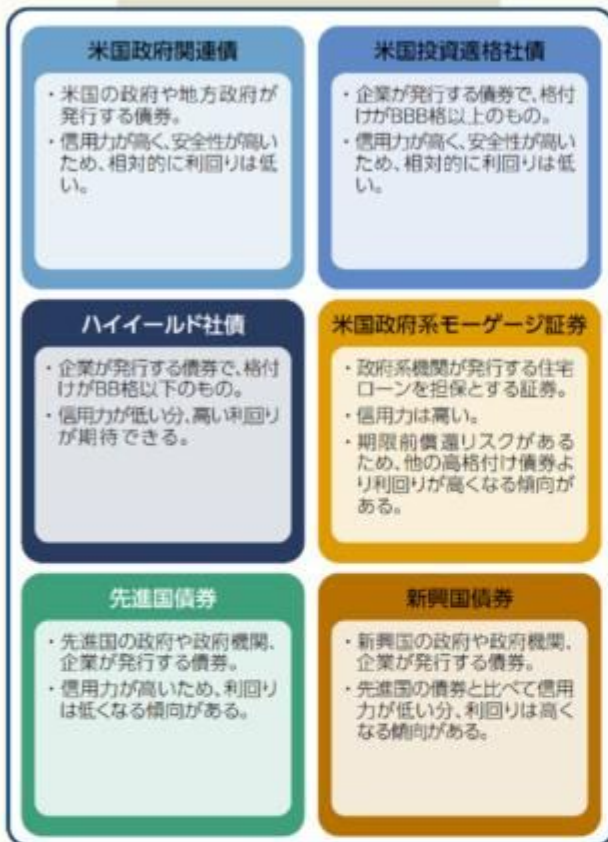 米国政府関連債
・米国の政府や地方政府が
発行する債券。
・信用力が高く、安全性が高い
ため、相対的に利回りは低
い。
米国投資適格社債
・企業が発行する債券で、格付
けがBBB格以上のもの。
・信用力が高く、安全性が高い
ため、相対的に利回りは低
い。
ハイイールド社債
・企業が発行する債券で、格付
けがBB格以下のもの。
・信用力が低い分、高い利回り
が期待できる。
米国政府系モーゲージ証券
・政府系機関が発行する住宅
ローンを担保とする証券。
・信用力は高い。
・期限前償還リスクがある
ため、他の高格付け債券よ
り利回りが高くなる傾向が
ある。
先進国債券
・先進国の政府や政府機関、
企業が発行する債券。
・信用力が高いため、利回り
は低くなる傾向がある。
新興国債券
・新興国の政府や政府機関、
企業が発行する債券。
・先進国の債券と比べて信用
力が低い分、利回りは高く
なる傾向がある。